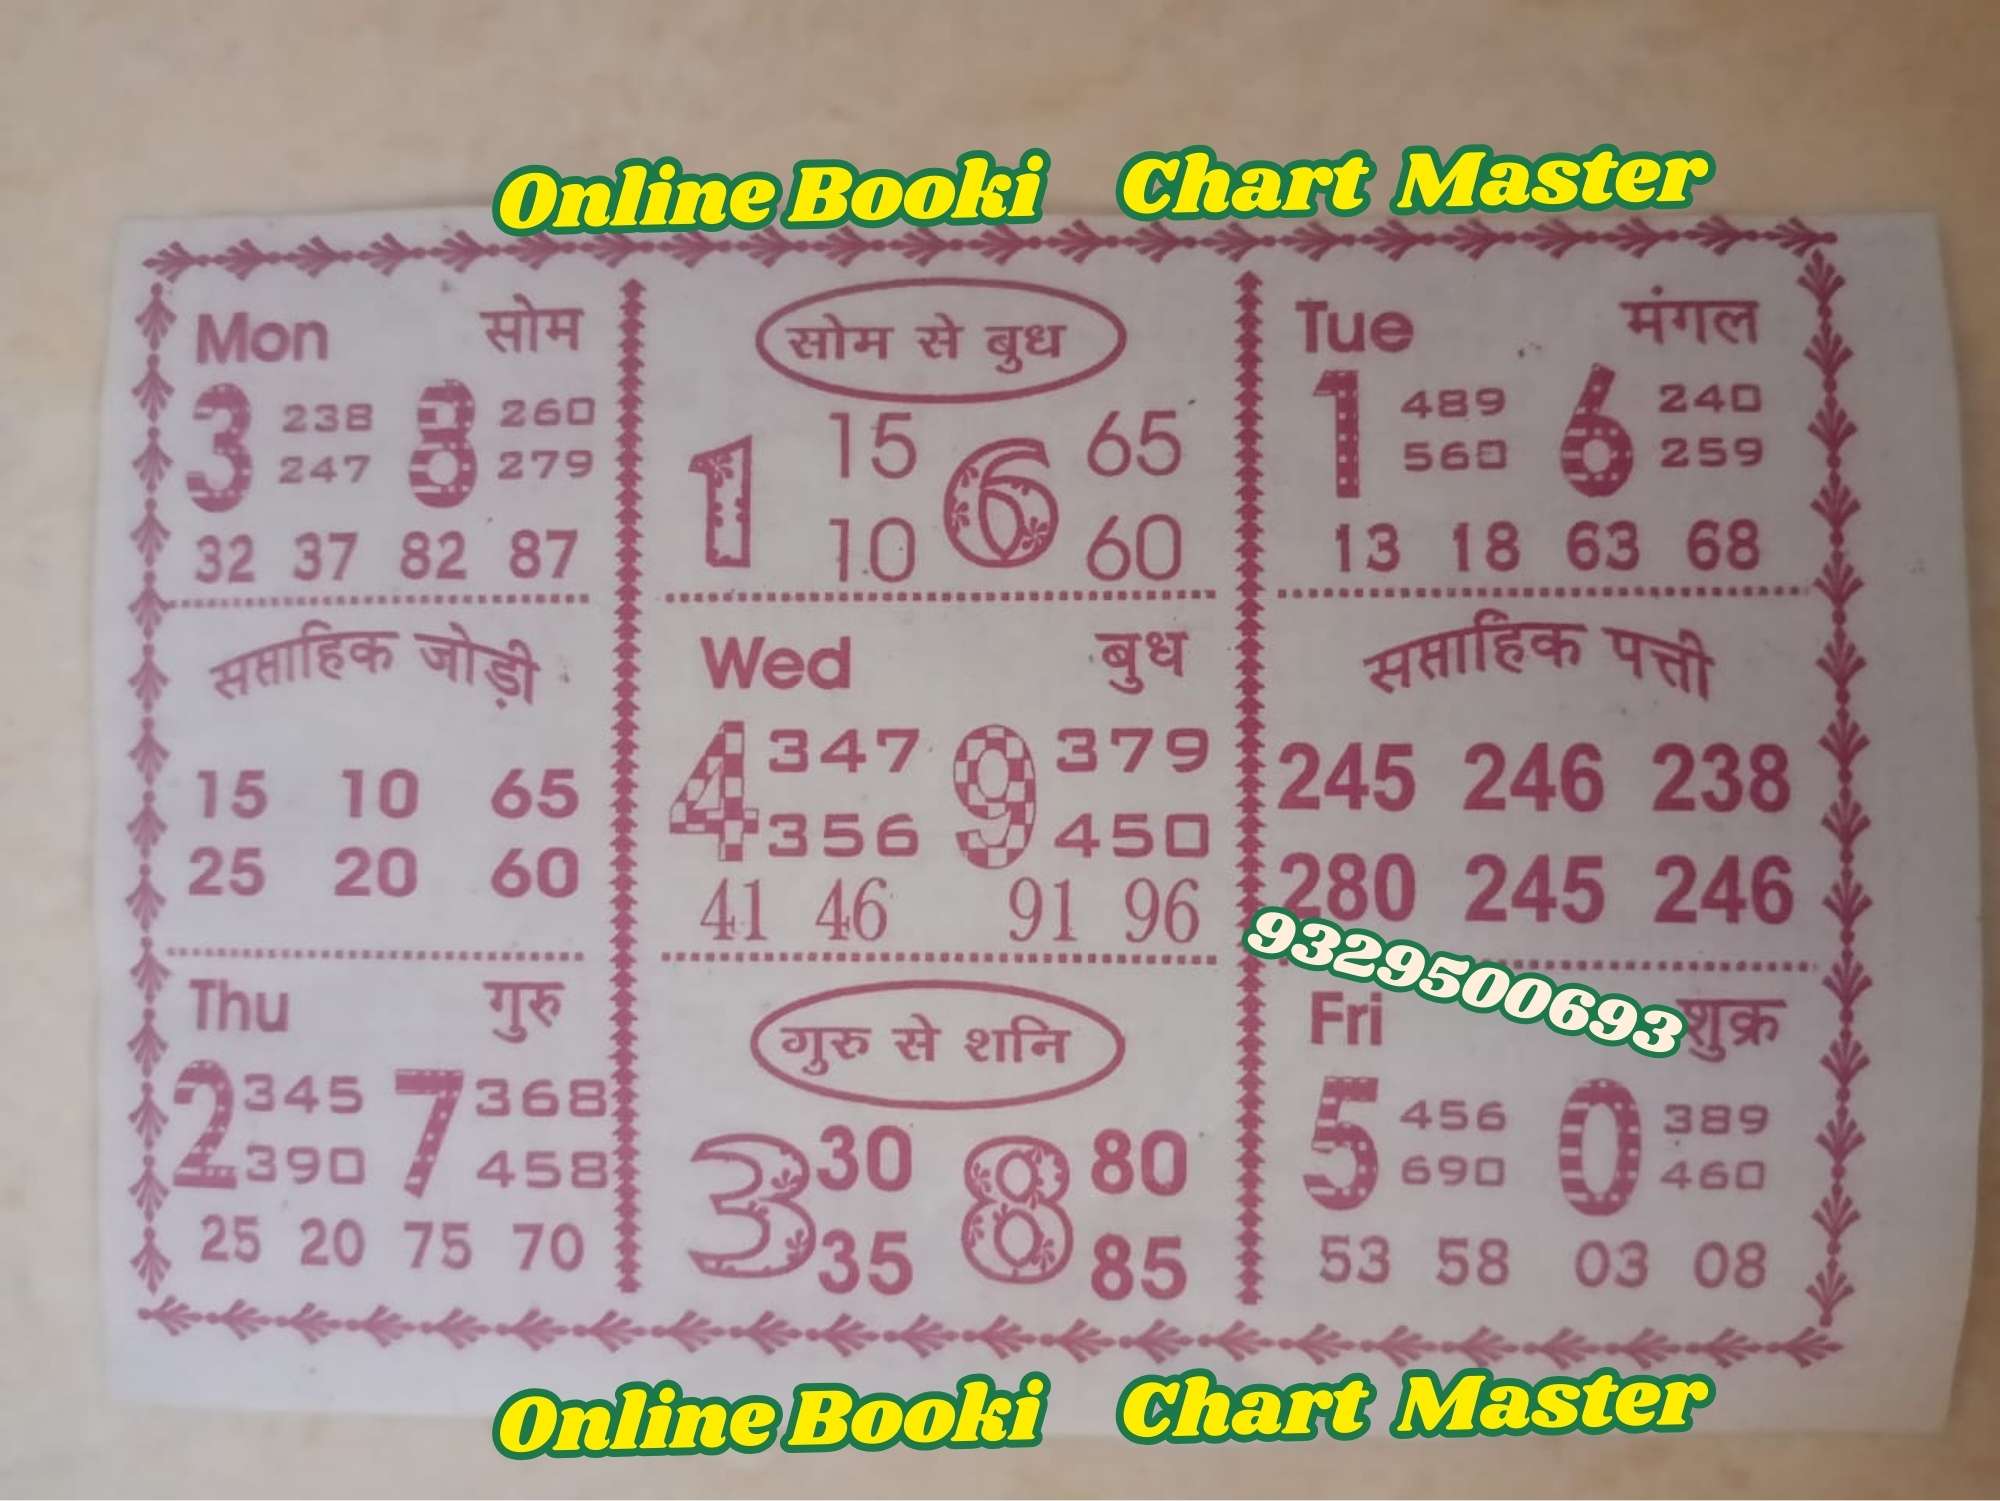 Online Booki Chart Master
Mon सोम
3 238 8 260
247 279
32 37 82 87
सोम से बुध
1 15 6 65
10 60
Tue मंगल
1 489 6 240
560 259
13 18 63 68
सप्ताहिक जोड़ी
15 10 65
25 20 60
Wed बुध
4 347 9 379
356 450
41 46 91 96
सप्ताहिक पत्ती
245 246 238
280 245 246
9329500693
Thu गुरु
2 345 7 368
390 458
25 20 75 70
गुरु से शनि
3 30 8 80
35 85
Fri शुक्र
5 456 0 389
690 460
53 58 03 08
Online Booki Chart Master